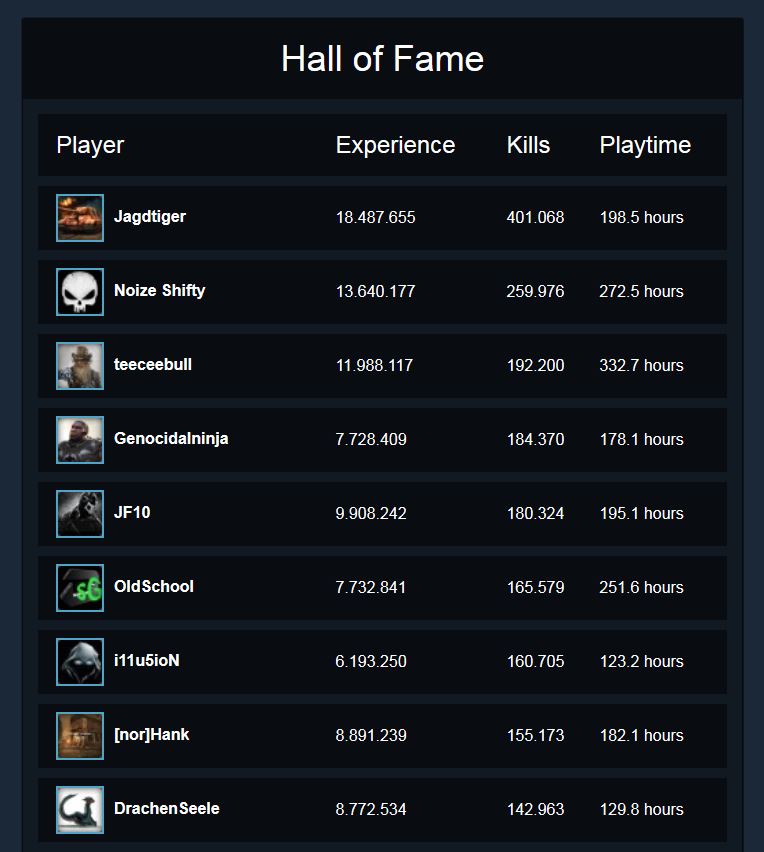 Hall of Fame
Player Experience Kills Playtime
Jagdtiger 18.487.655 401.068 198.5 hours
Noize Shifty 13.640.177 259.976 272.5 hours
teeceebull 11.988.117 192.200 332.7 hours
Genocidalninja 7.728.409 184.370 178.1 hours
JF10 9.908.242 180.324 195.1 hours
OldSchool 7.732.841 165.579 251.6 hours
i11u5ioN 6.193.250 160.705 123.2 hours
[nor]Hank 8.891.239 155.173 182.1 hours
DrachenSeele 8.772.534 142.963 129.8 hours